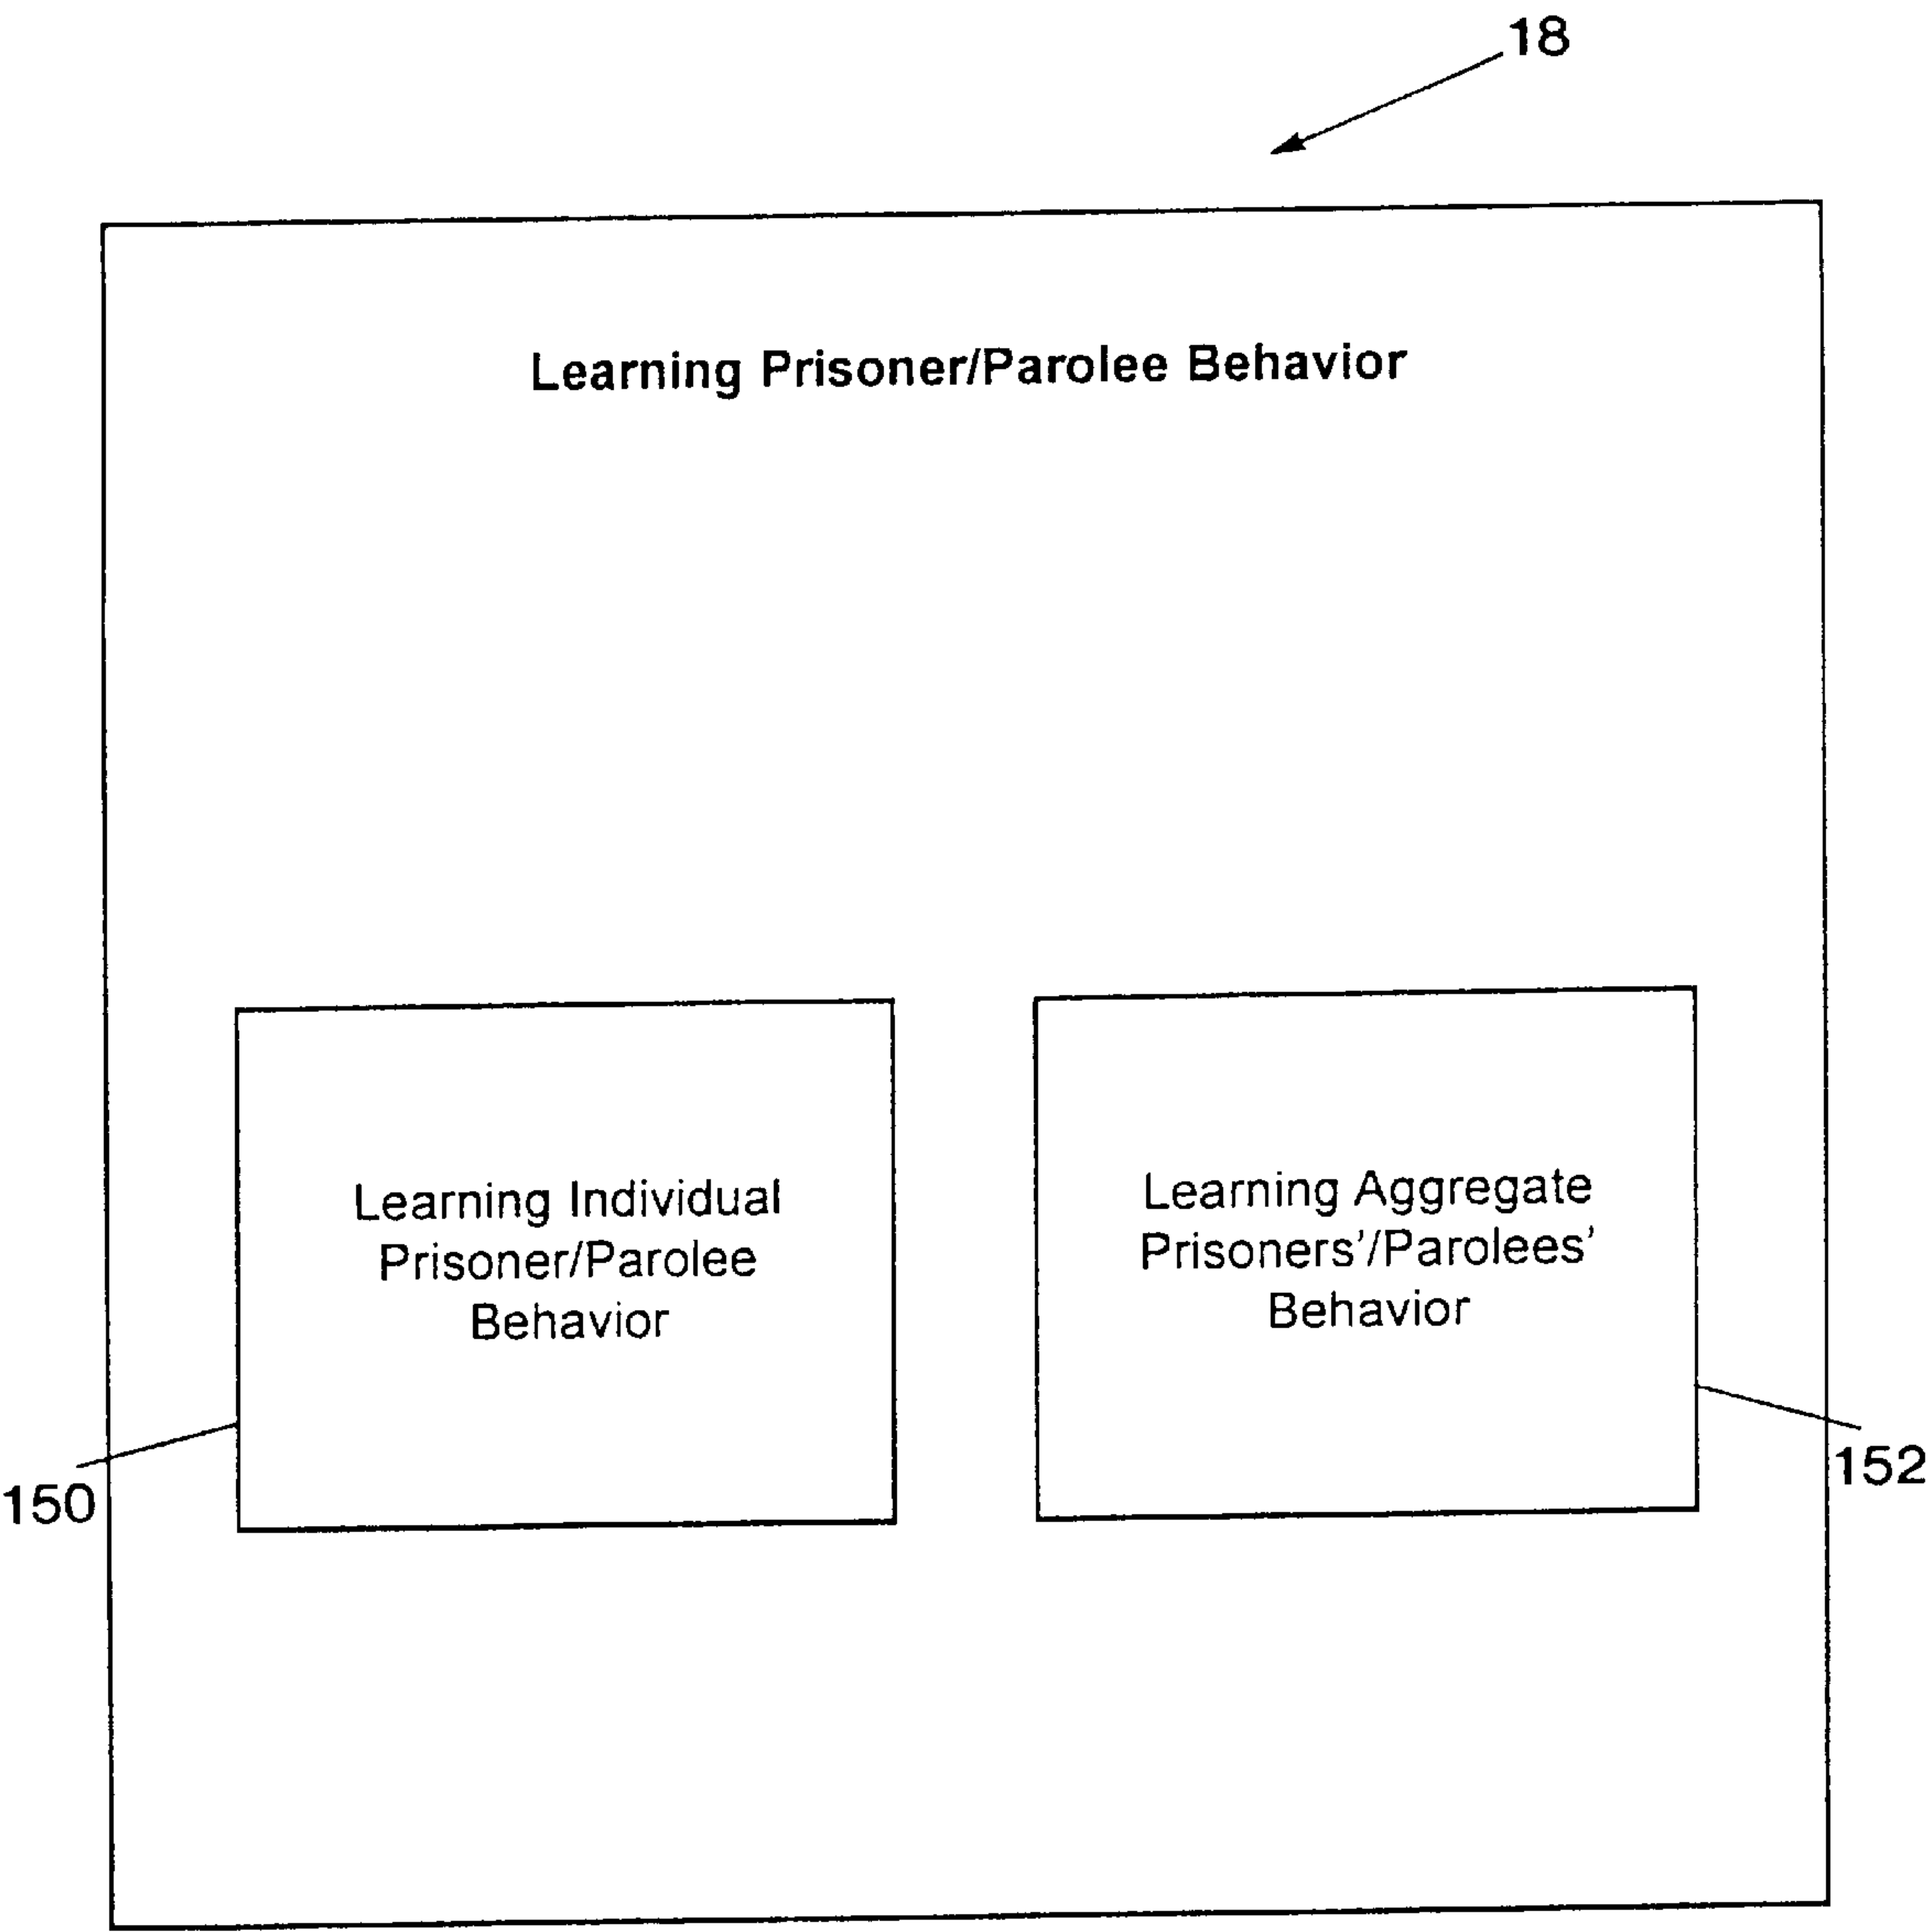 18
Learning Prisoner/Parolee Behavior
Learning Individual
Prisoner/Parolee
Behavior
150
Learning Aggregate
Prisoners'/Parolees'
Behavior
152